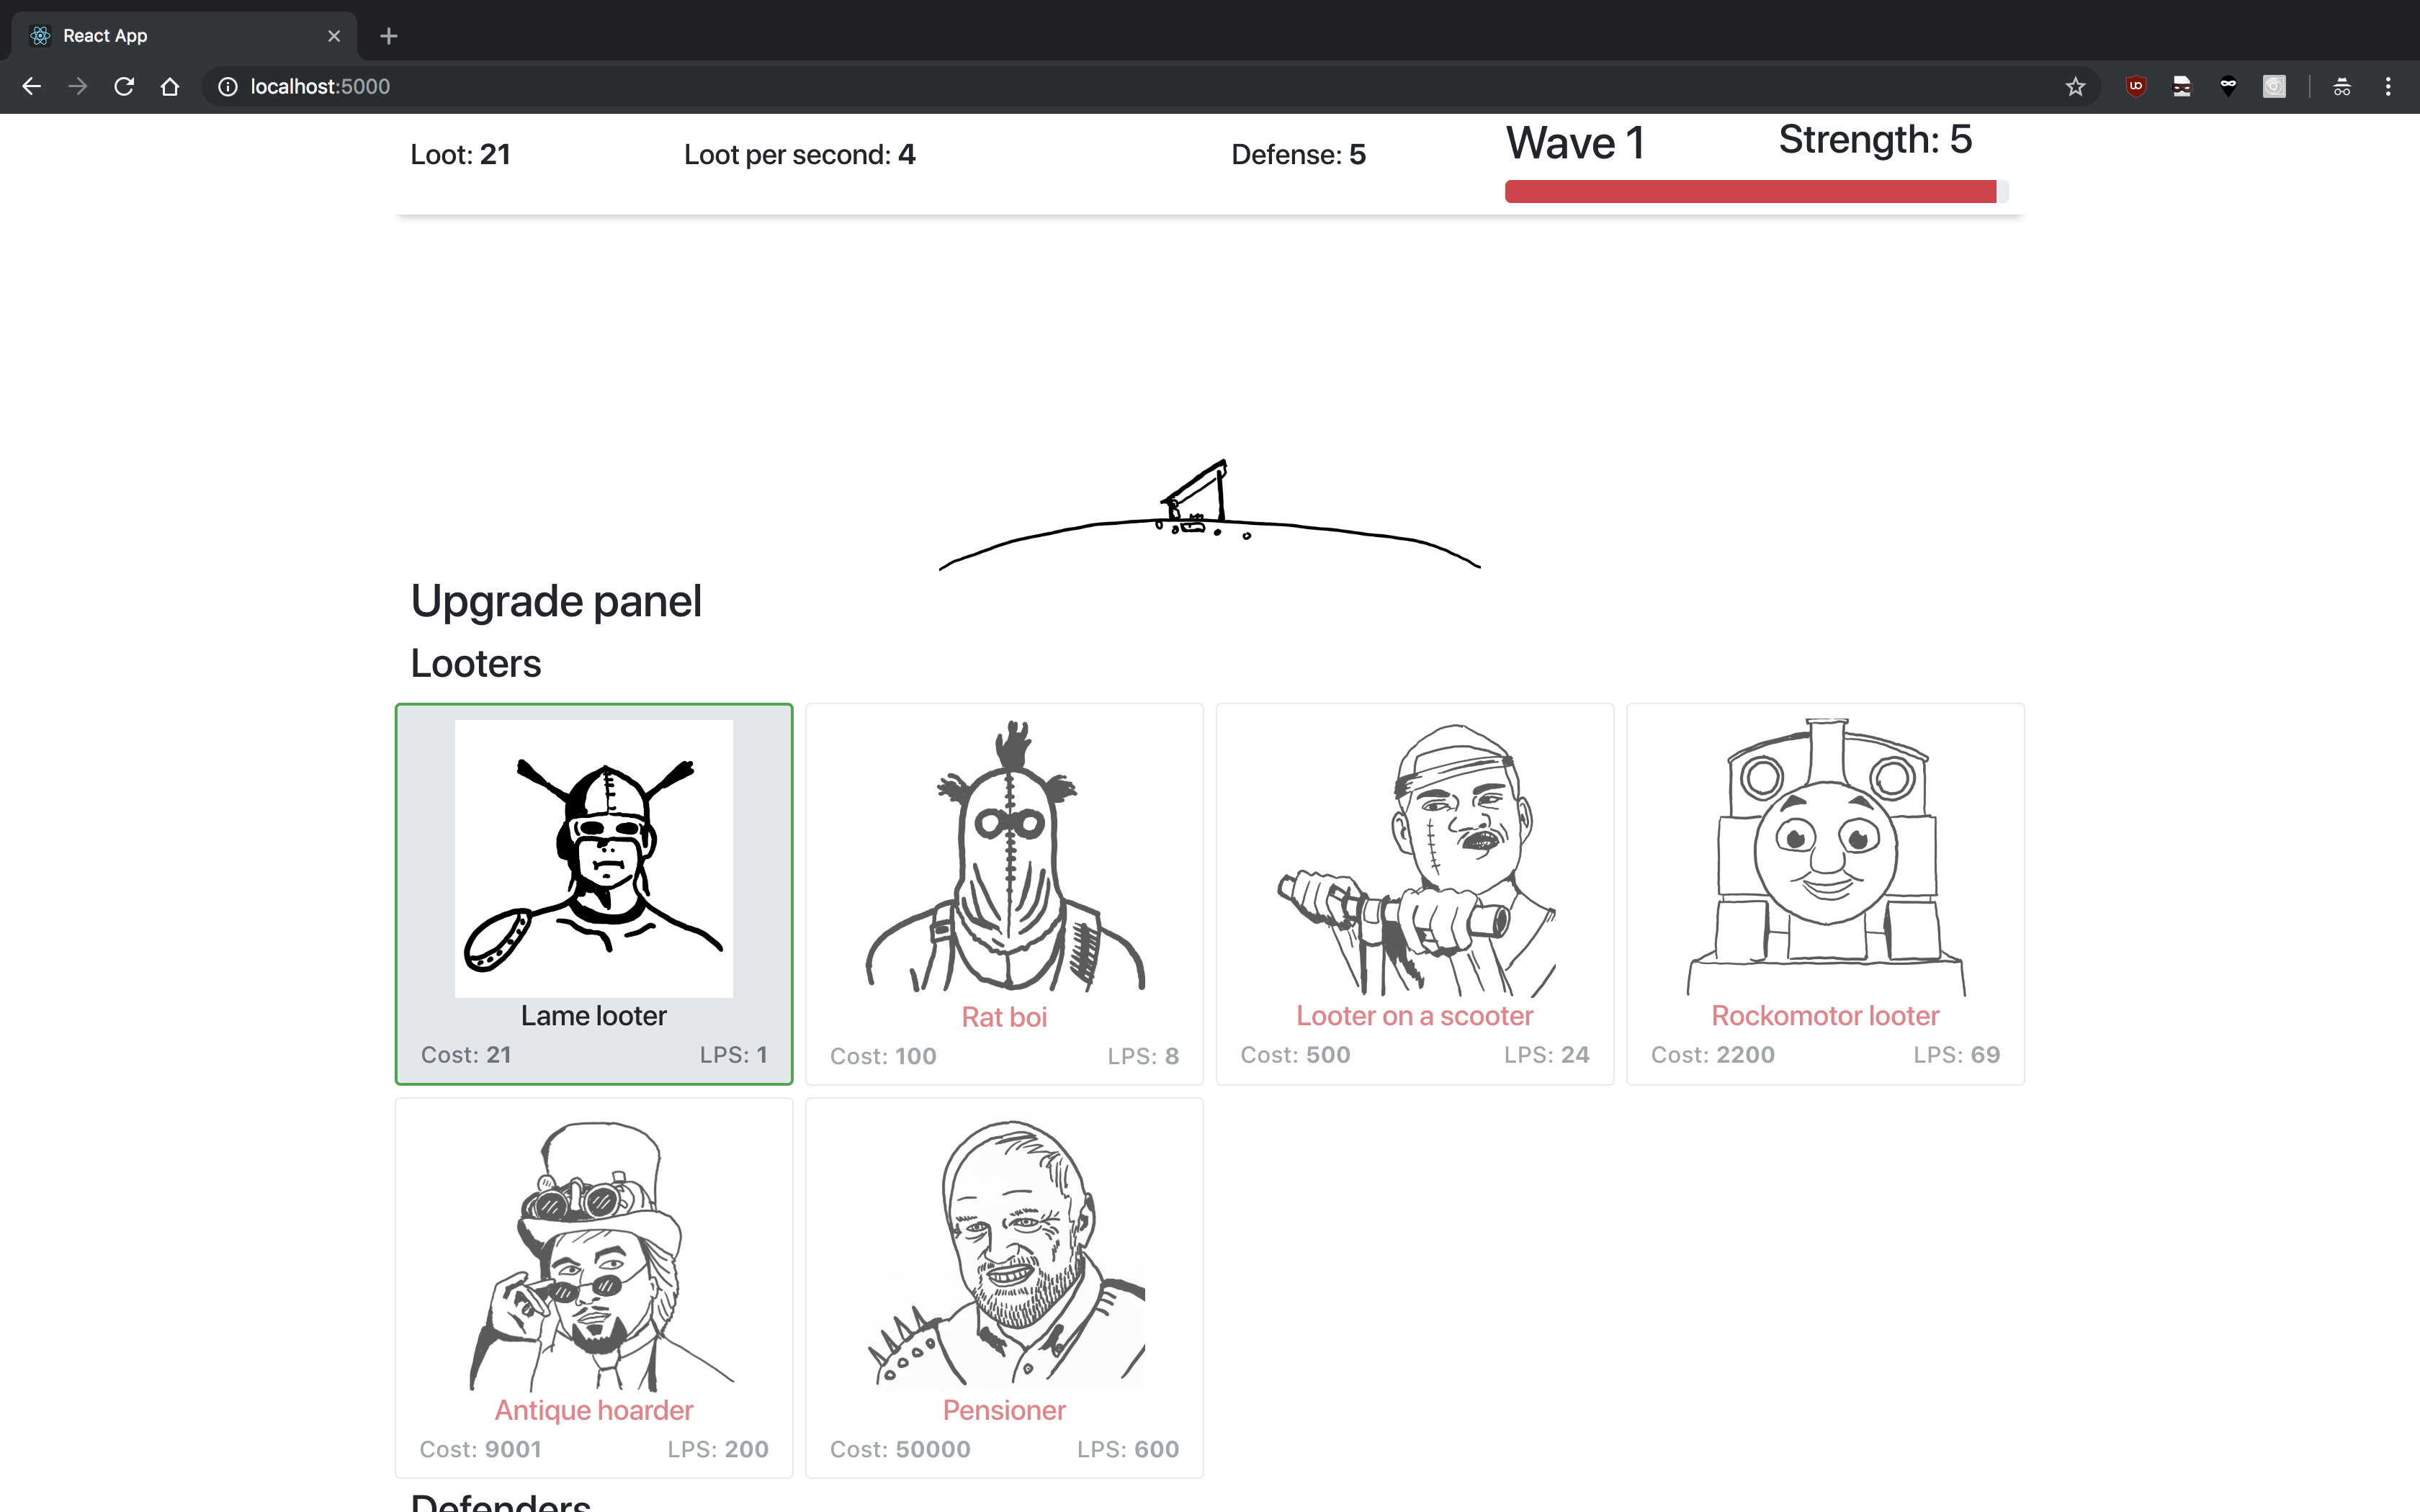 React App
localhost:5000
Loot: 21
Loot per second: 4
Defense: 5
Wave 1
Strength: 5
Upgrade panel
Looters
Lame looter
Cost: 21
LPS: 1
Rat boi
Cost: 100
LPS: 8
Looter on a scooter
Cost: 500
LPS: 24
Rockomotor looter
Cost: 2200
LPS: 69
Antique hoarder
Cost: 9001
LPS: 200
Pensioner
Cost: 50000
LPS: 600
Defenders